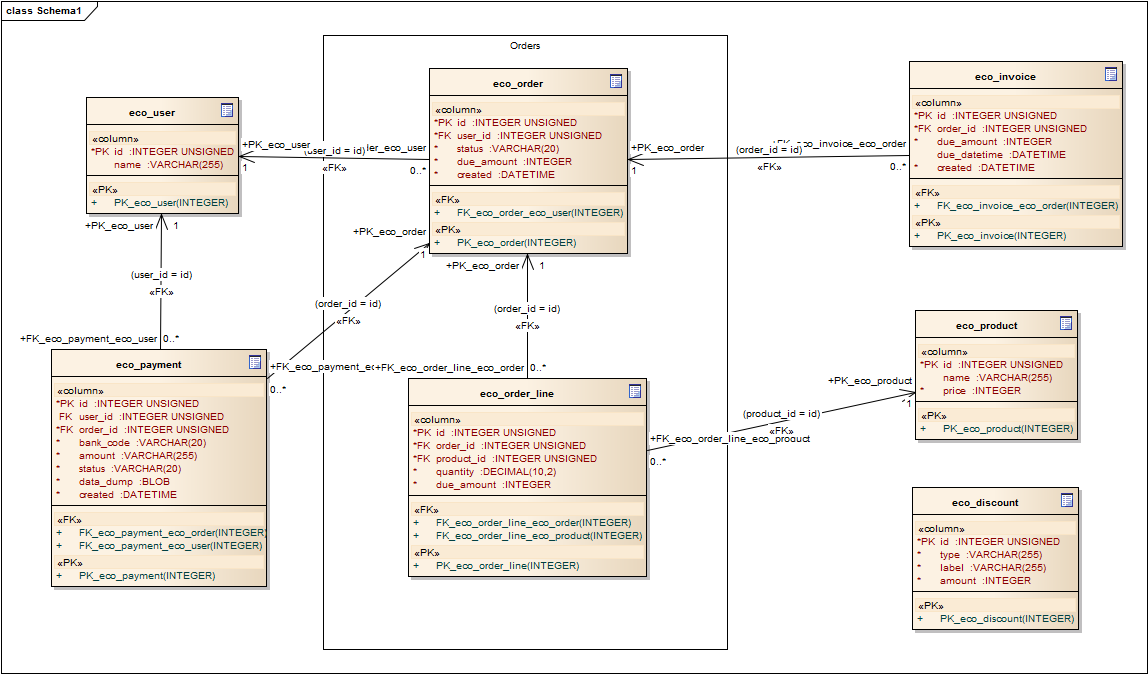 class Schema1
Orders
eco_user
«column»
*PK id :INTEGER UNSIGNED
name :VARCHAR(255)
«PK»
+ PK_eco_user(INTEGER)
eco_order
«column»
*PK id :INTEGER UNSIGNED
*FK user_id :INTEGER UNSIGNED
* status :VARCHAR(20)
* due_amount :INTEGER
* created :DATETIME
«FK»
+ FK_eco_order_eco_user(INTEGER)
«PK»
+ PK_eco_order(INTEGER)
eco_invoice
«column»
*PK id :INTEGER UNSIGNED
*FK order_id :INTEGER UNSIGNED
* due_amount :INTEGER
due_datetime :DATETIME
* created :DATETIME
«FK»
+ FK_eco_invoice_eco_order(INTEGER)
«PK»
+ PK_eco_invoice(INTEGER)
+PK_eco_user
(user_id = id)
ler_eco_user
1
«FK»
0..*
+PK_eco_order
(order_id = id)
_eco_invoice_eco_order
1
«FK»
0..*
+PK_eco_user
1
(user_id = id)
«FK»
+FK_eco_payment_eco_user
0..*
+PK_eco_order
1
(order_id = id)
«FK»
+FK_eco_payment_ec
0..*
+PK_eco_order
1
(order_id = id)
«FK»
+FK_eco_order_line_eco_order
0..*
eco_payment
«column»
*PK id :INTEGER UNSIGNED
FK user_id :INTEGER UNSIGNED
*FK order_id :INTEGER UNSIGNED
* bank_code :VARCHAR(20)
* amount :VARCHAR(255)
* status :VARCHAR(20)
* data_dump :BLOB
* created :DATETIME
«FK»
+ FK_eco_payment_eco_order(INTEGER)
+ FK_eco_payment_eco_user(INTEGER)
«PK»
+ PK_eco_payment(INTEGER)
eco_order_line
«column»
*PK id :INTEGER UNSIGNED
*FK order_id :INTEGER UNSIGNED
*FK product_id :INTEGER UNSIGNED
* quantity :DECIMAL(10,2)
* due_amount :INTEGER
«FK»
+ FK_eco_order_line_eco_order(INTEGER)
+ FK_eco_order_line_eco_product(INTEGER)
«PK»
+ PK_eco_order_line(INTEGER)
+PK_eco_product
1
(product_id = id)
«FK»
+FK_eco_order_line_eco_product
0..*
eco_product
«column»
*PK id :INTEGER UNSIGNED
name :VARCHAR(255)
* price :INTEGER
«PK»
+ PK_eco_product(INTEGER)
eco_discount
«column»
*PK id :INTEGER UNSIGNED
* type :VARCHAR(255)
* label :VARCHAR(255)
* amount :INTEGER
«PK»
+ PK_eco_discount(INTEGER)